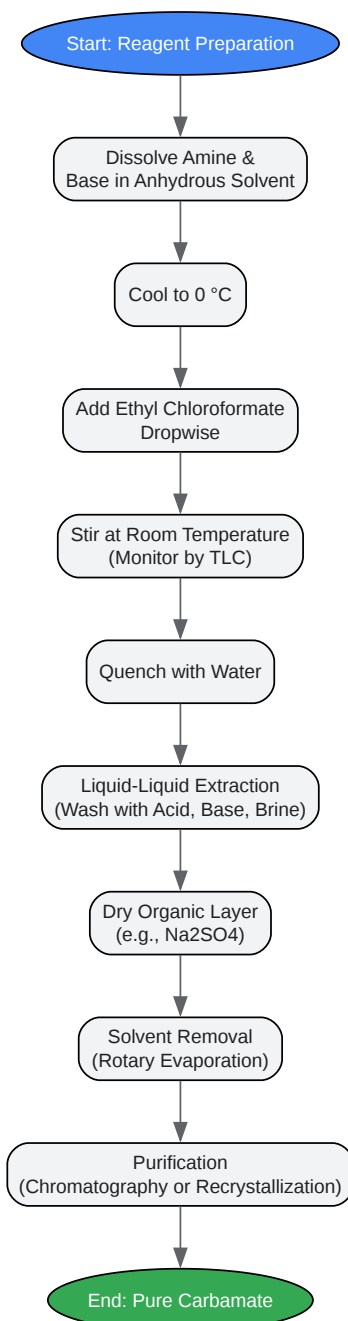 Start: Reagent Preparation
Dissolve Amine &
Base in Anhydrous Solvent
Cool to 0 °C
Add Ethyl Chloroformate
Dropwise
Stir at Room Temperature
(Monitor by TLC)
Quench with Water
Liquid-Liquid Extraction
(Wash with Acid, Base, Brine)
Dry Organic Layer
(e.g., Na2SO4)
Solvent Removal
(Rotary Evaporation)
Purification
(Chromatography or Recrystallization)
End: Pure Carbamate